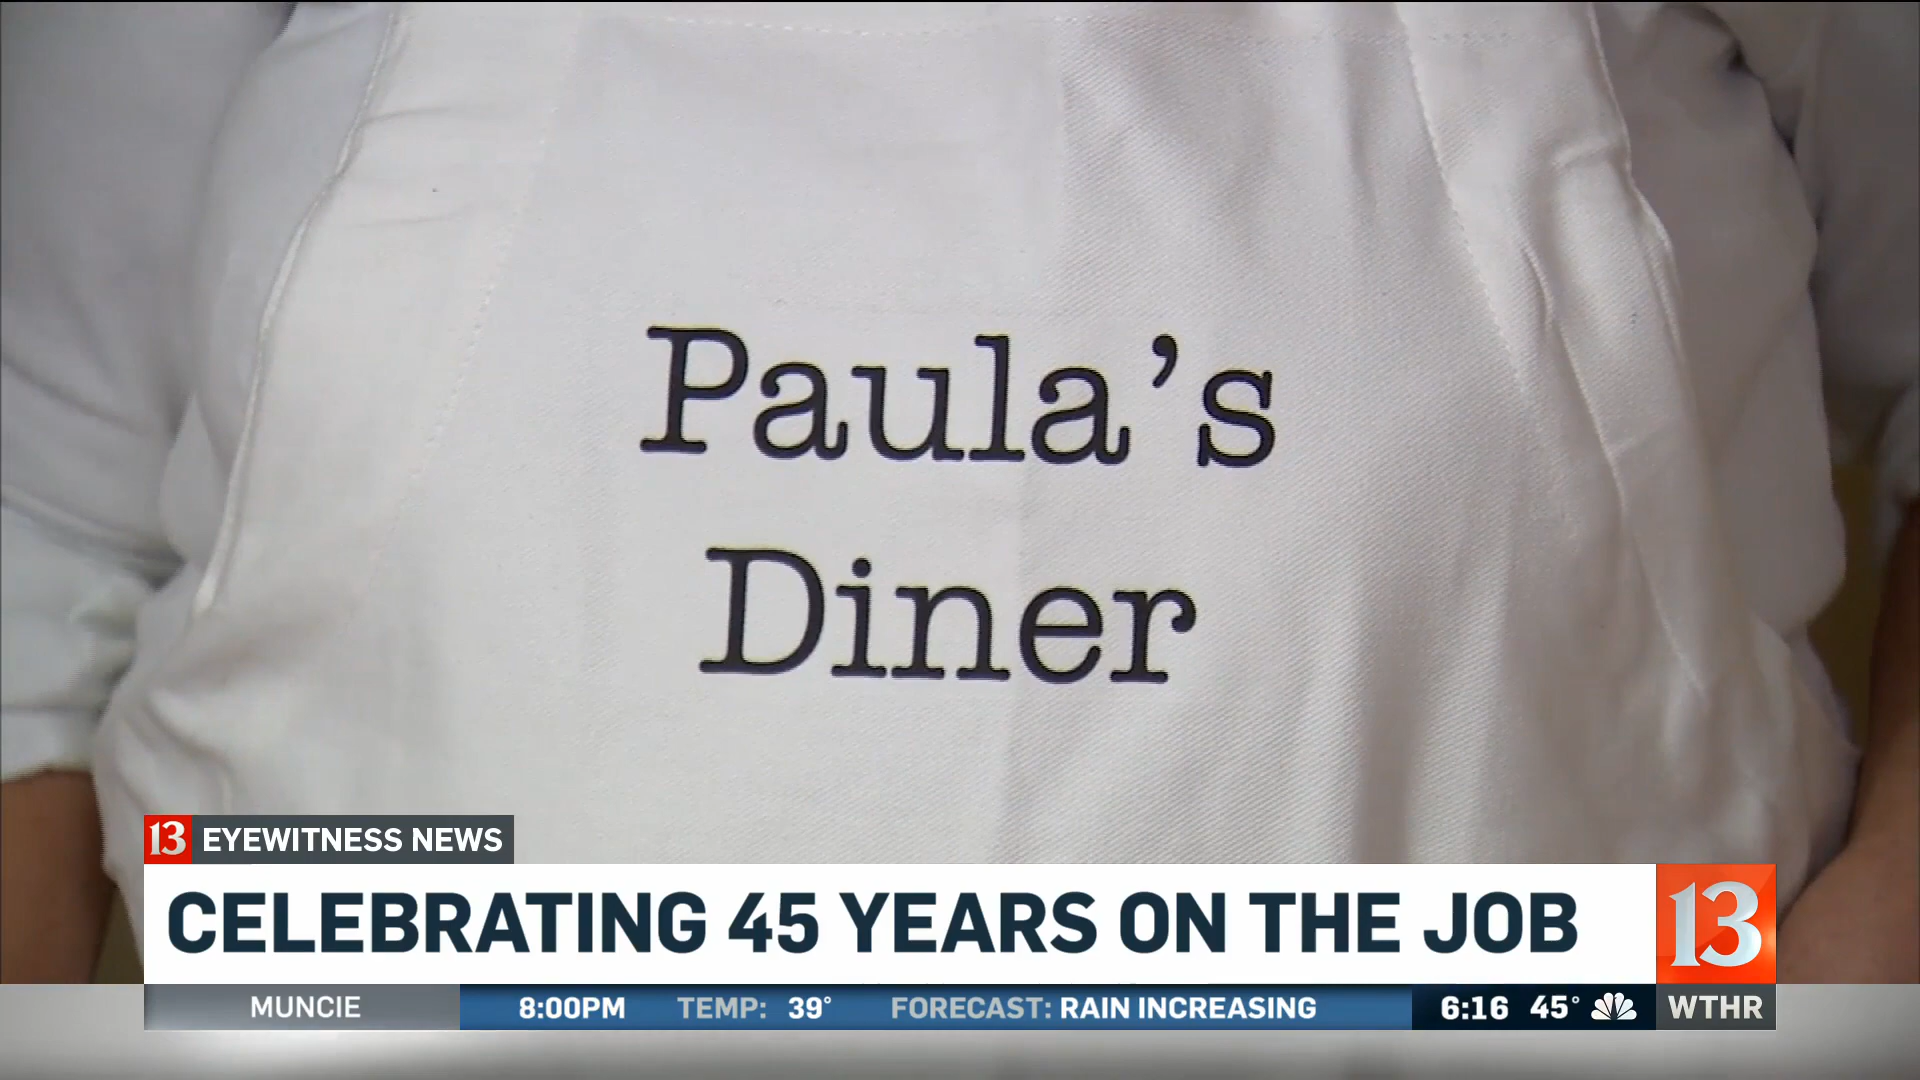 Paula's
Diner
13 EYEWITNESS NEWS
CELEBRATING 45 YEARS ON THE JOB
13
MUNCIE 8:00PM TEMP: 39° FORECAST: RAIN INCREASING 6:16 45° WTHR